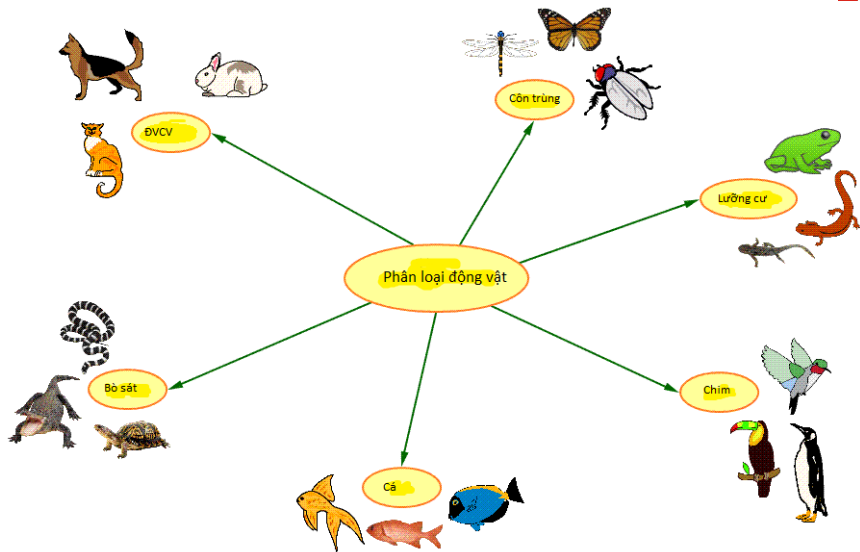 Côn trùng
ĐVCV
Lưỡng cư
Phân loại động vật
Bò sát
Chim
Cá